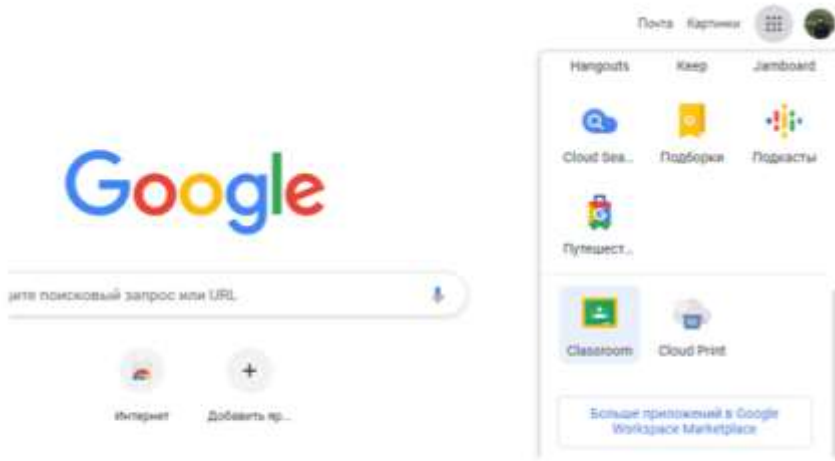 Почта Картинки
Hangouts Keep Jamboard
Cloud Sea... Подборки Подкасты
Google
Путешест...
ите поисковый запрос или URL
Classroom Cloud Print
Интернет Добавить яр...
Больше приложений в Google
Workspace Marketplace